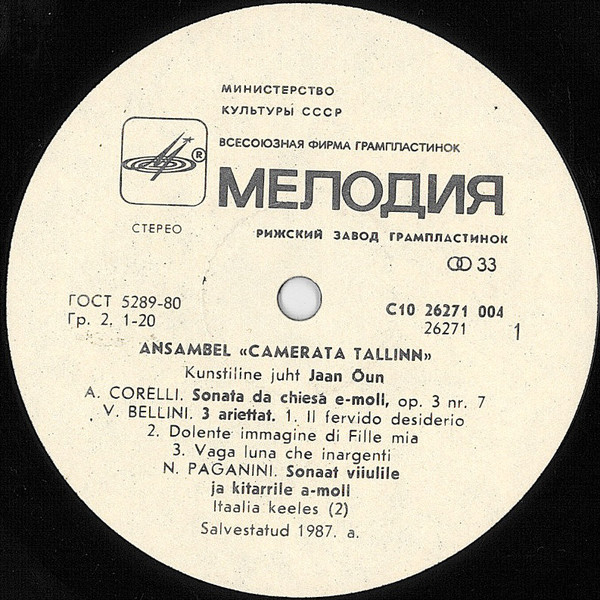 МИНИСТЕРСТВО
КУЛЬТУРЫ СССР
ВСЕСОЮЗНАЯ ФИРМА ГРАМПЛАСТИНОК
®
МЕЛОДИЯ
СТЕРЕО
РИЖСКИЙ ЗАВОД ГРАМПЛАСТИНОК
33
ГОСТ 5289-80
Гр. 2, 1-20
С10 26271 004
26271
1
ANSAMBEL «CAMERATA TALLINN»
Kunstiline juht Jaan Õun
A. CORELLI. Sonata da chiesa e-moll, op. 3 nr. 7
V. BELLINI. 3 ariettat. 1. Il fervido desiderio
2. Dolente immagine di Fille mia
3. Vaga luna che inargenti
N. PAGANINI. Sonaat viiulile
ja kitarrile a-moll
Itaalia keeles (2)
Salvestatud 1987. a.